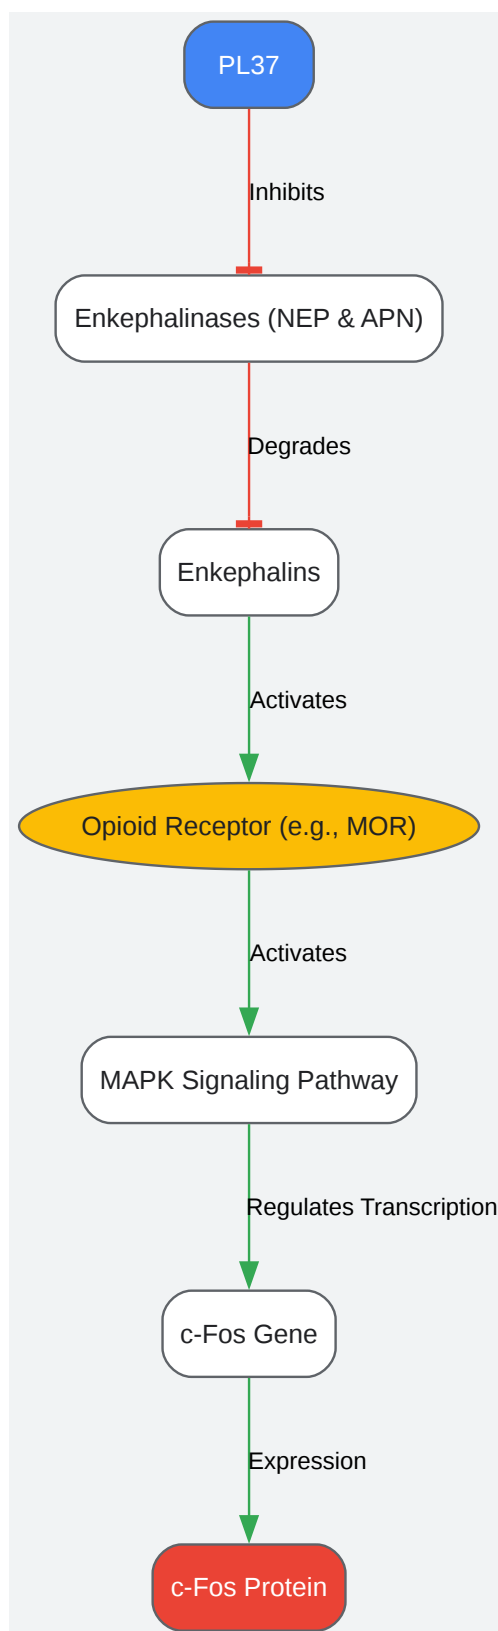 PL37
Inhibits
Enkephalinases (NEP & APN)
Degrades
Enkephalins
Activates
Opioid Receptor (e.g., MOR)
Activates
MAPK Signaling Pathway
Regulates Transcription
c-Fos Gene
Expression
c-Fos Protein